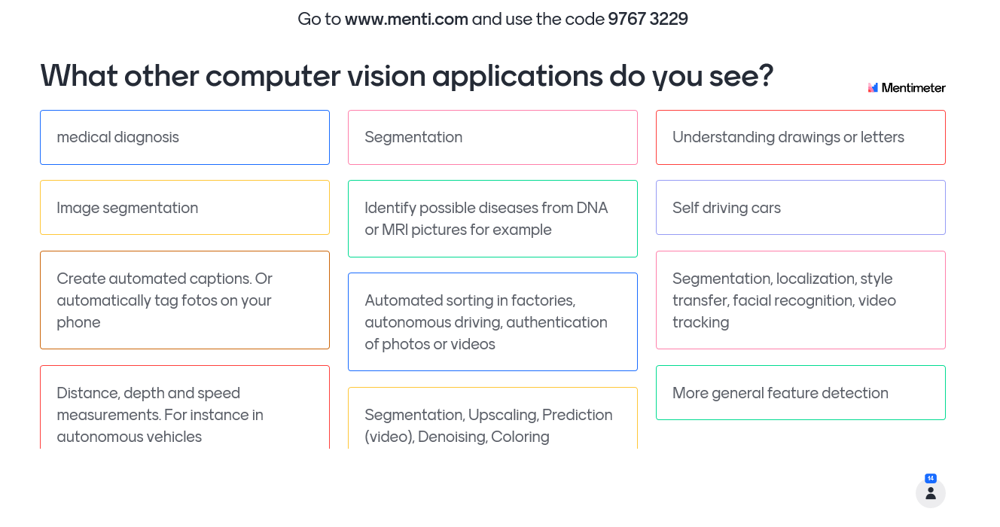 Go to www.menti.com and use the code 9767 3229
What other computer vision applications do you see?
Mentimeter
medical diagnosis
Segmentation
Understanding drawings or letters
Image segmentation
Identify possible diseases from DNA
or MRI pictures for example
Self driving cars
Create automated captions. Or
automatically tag fotos on your
phone
Automated sorting in factories,
autonomous driving, authentication
of photos or videos
Segmentation, localization, style
transfer, facial recognition, video
tracking
Distance, depth and speed
measurements. For instance in
autonomous vehicles
Segmentation, Upscaling, Prediction
(video), Denoising, Coloring
More general feature detection
14